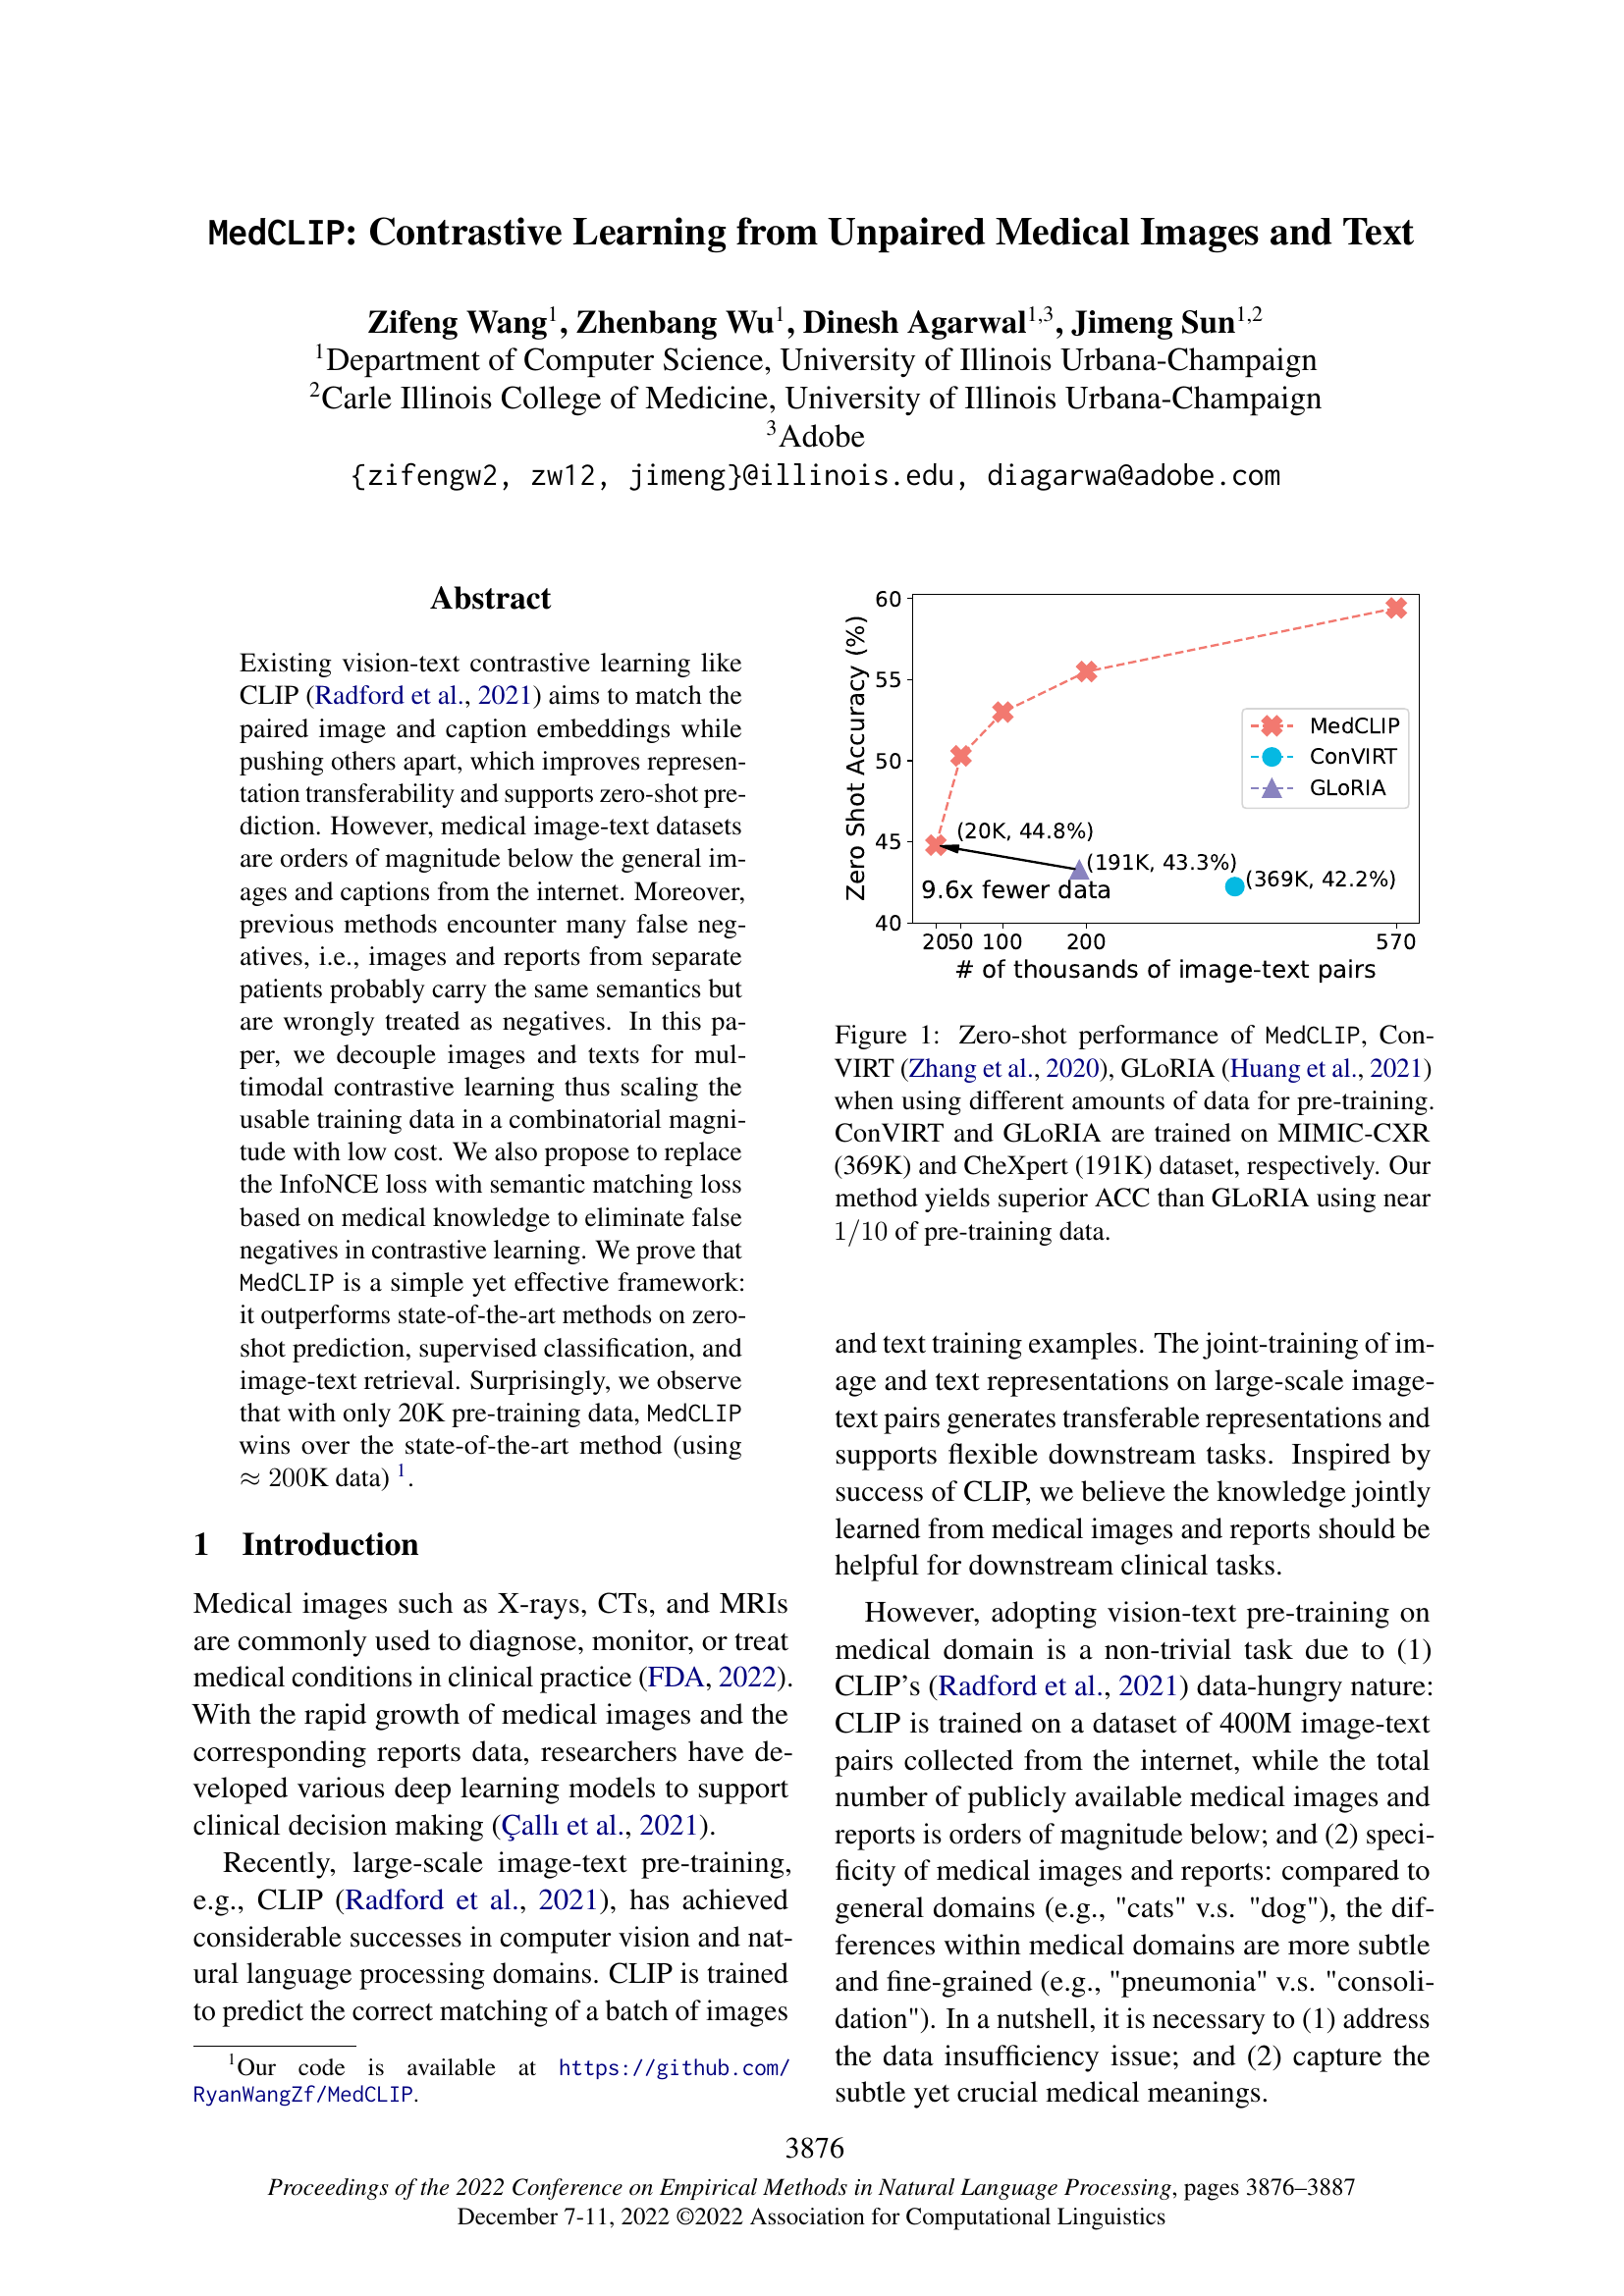 MedCLIP: Contrastive Learning from Unpaired Medical Images and Text
Zifeng Wang1, Zhenbang Wu1, Dinesh Agarwal1,3, Jimeng Sun1,2
1Department of Computer Science, University of Illinois Urbana-Champaign
2Carle Illinois College of Medicine, University of Illinois Urbana-Champaign
3Adobe
{zifengw2, zw12, jimeng}@illinois.edu, diagarwa@adobe.com
Abstract
Existing vision-text contrastive learning like
CLIP (Radford et al., 2021) aims to match the
paired image and caption embeddings while
pushing others apart, which improves represen-
tation transferability and supports zero-shot pre-
diction. However, medical image-text datasets
are orders of magnitude below the general im-
ages and captions from the internet. Moreover,
previous methods encounter many false neg-
atives, i.e., images and reports from separate
patients probably carry the same semantics but
are wrongly treated as negatives. In this pa-
per, we decouple images and texts for mul-
timodal contrastive learning thus scaling the
usable training data in a combinatorial magni-
tude with low cost. We also propose to replace
the InfoNCE loss with semantic matching loss
based on medical knowledge to eliminate false
negatives in contrastive learning. We prove that
MedCLIP is a simple yet effective framework:
it outperforms state-of-the-art methods on zero-
shot prediction, supervised classification, and
image-text retrieval. Surprisingly, we observe
that with only 20K pre-training data, MedCLIP
wins over the state-of-the-art method (using
≈ 200K data) 1.
1 Introduction
Medical images such as X-rays, CTs, and MRIs
are commonly used to diagnose, monitor, or treat
medical conditions in clinical practice (FDA, 2022).
With the rapid growth of medical images and the
corresponding reports data, researchers have de-
veloped various deep learning models to support
clinical decision making (Çallı et al., 2021).
Recently, large-scale image-text pre-training,
e.g., CLIP (Radford et al., 2021), has achieved
considerable successes in computer vision and nat-
ural language processing domains. CLIP is trained
to predict the correct matching of a batch of images
1Our code is available at https://github.com/
RyanWangZf/MedCLIP.
60
55
50
45
40
Zero Shot Accuracy (%)
MedCLIP
ConVIRT
GLoRIA
(20K, 44.8%)
(191K, 43.3%)
(369K, 42.2%)
9.6x fewer data
20 50 100 200 570
# of thousands of image-text pairs
Figure 1: Zero-shot performance of MedCLIP, Con-
VIRT (Zhang et al., 2020), GLoRIA (Huang et al., 2021)
when using different amounts of data for pre-training.
ConVIRT and GLoRIA are trained on MIMIC-CXR
(369K) and CheXpert (191K) dataset, respectively. Our
method yields superior ACC than GLoRIA using near
1/10 of pre-training data.
and text training examples. The joint-training of im-
age and text representations on large-scale image-
text pairs generates transferable representations and
supports flexible downstream tasks. Inspired by
success of CLIP, we believe the knowledge jointly
learned from medical images and reports should be
helpful for downstream clinical tasks.
However, adopting vision-text pre-training on
medical domain is a non-trivial task due to (1)
CLIP's (Radford et al., 2021) data-hungry nature:
CLIP is trained on a dataset of 400M image-text
pairs collected from the internet, while the total
number of publicly available medical images and
reports is orders of magnitude below; and (2) speci-
ficity of medical images and reports: compared to
general domains (e.g., "cats" v.s. "dog"), the dif-
ferences within medical domains are more subtle
and fine-grained (e.g., "pneumonia" v.s. "consoli-
dation"). In a nutshell, it is necessary to (1) address
the data insufficiency issue; and (2) capture the
subtle yet crucial medical meanings.
3876
Proceedings of the 2022 Conference on Empirical Methods in Natural Language Processing, pages 3876–3887
December 7-11, 2022 ©2022 Association for Computational Linguistics